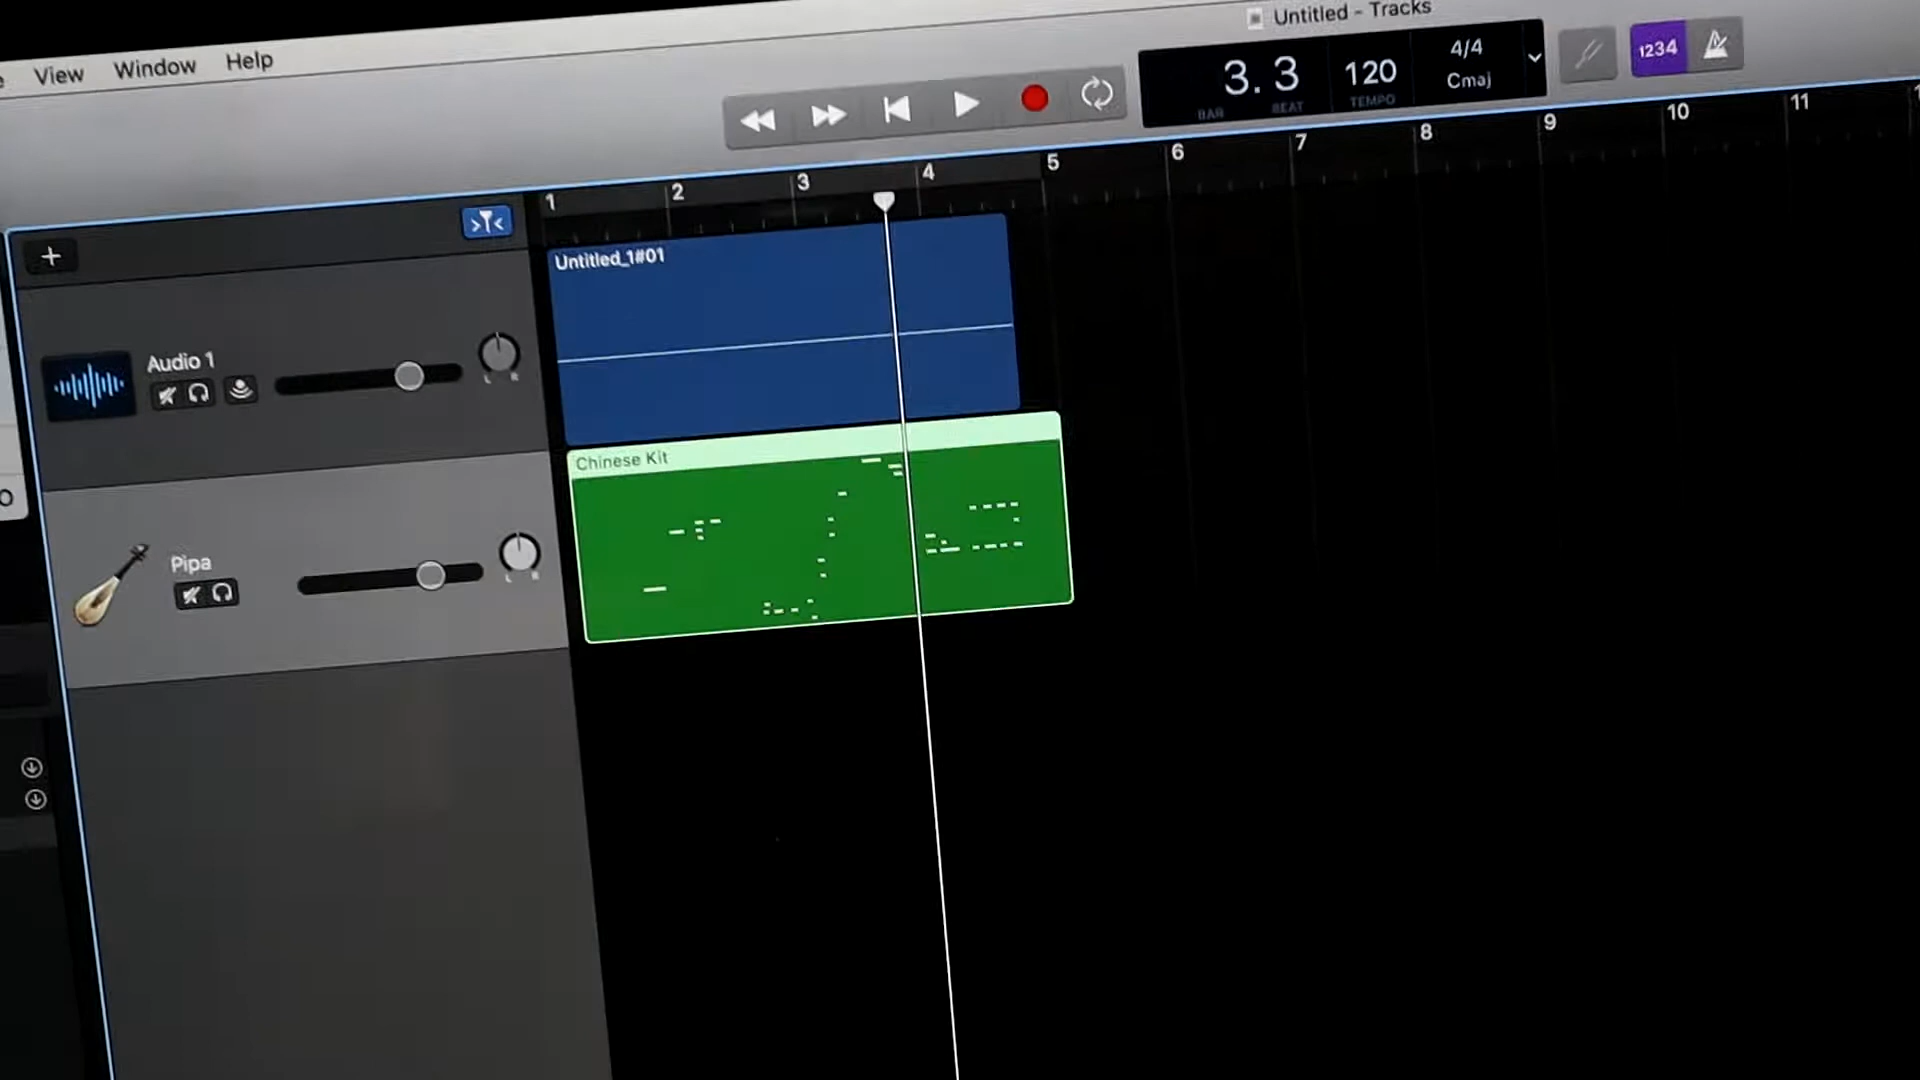 Untitled - Tracks
View Window Help
3. 3
BAR BEAT
120
TEMPO
4/4
Cmaj
1234
1 2 3 4 5 6 7 8 9 10 11
Untitled_1#01
Audio 1
L R
Chinese Kit
Pipa
L R